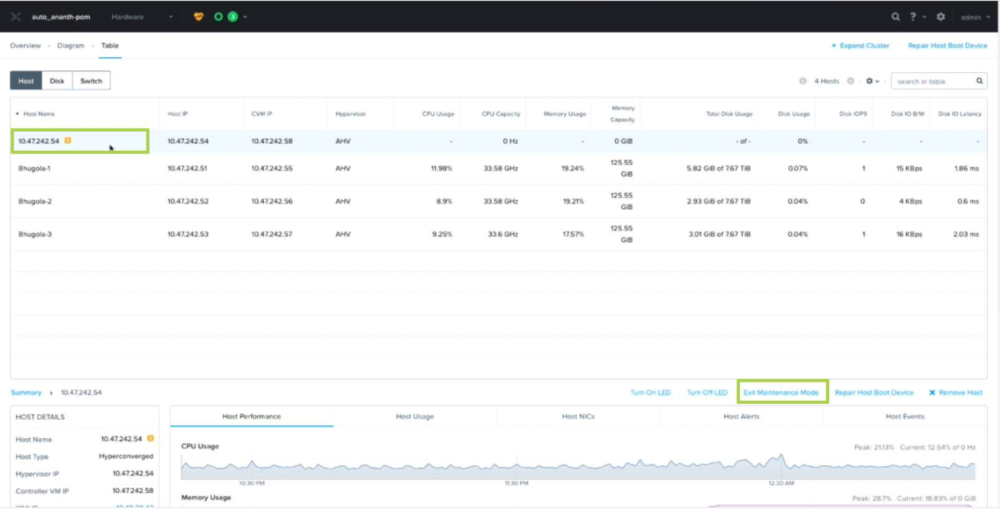 auto_ananth-pom Hardware 3 ? admin
Overview · Diagram · Table + Expand Cluster Repair Host Boot Device
Host Disk Switch 4 Hosts search in table
Host Name Host IP CVM IP Hypervisor CPU Usage CPU Capacity Memory Usage Memory Capacity Total Disk Usage Disk Usage Disk IOPS Disk IO B/W Disk IO Latency
10.47.242.54 10.47.242.54 10.47.242.58 AHV - 0 Hz - 0 GiB - of - 0% - - -
Bhugola-1 10.47.242.51 10.47.242.55 AHV 11.98% 33.58 GHz 19.24% 125.55 GiB 5.82 GiB of 7.67 TiB 0.07% 1 15 KBps 1.86 ms
Bhugola-2 10.47.242.52 10.47.242.56 AHV 8.9% 33.58 GHz 19.21% 125.55 GiB 2.93 GiB of 7.67 TiB 0.04% 0 4 KBps 0.6 ms
Bhugola-3 10.47.242.53 10.47.242.57 AHV 9.25% 33.6 GHz 17.57% 125.55 GiB 3.01 GiB of 7.67 TiB 0.04% 1 16 KBps 2.03 ms
Summary › 10.47.242.54 Turn On LED Turn Off LED Exit Maintenance Mode Repair Host Boot Device Remove Host
HOST DETAILS Host Performance Host Usage Host NICs Host Alerts Host Events
Host Name 10.47.242.54
Host Type Hyperconverged
Hypervisor IP 10.47.242.54
Controller VM IP 10.47.242.58
CPU Usage Peak: 21.13% Current: 12.54% of 0 Hz
10:30 PM 11:30 PM 12:30 AM
Memory Usage Peak: 28.7% Current: 18.83% of 0 GiB